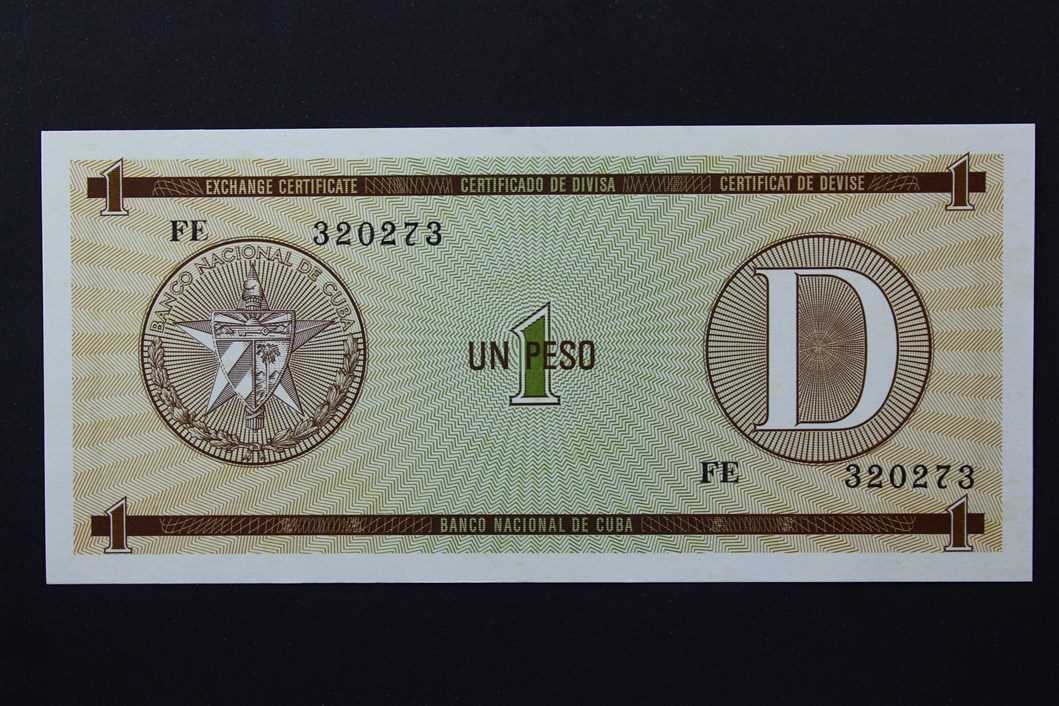 1 EXCHANGE CERTIFICATE CERTIFICADO DE DIVISA CERTIFICAT DE DEVISE 1
FE 320273
BANCO NACIONAL DE CUBA
UN 1 PESO
D
FE 320273
1 BANCO NACIONAL DE CUBA 1